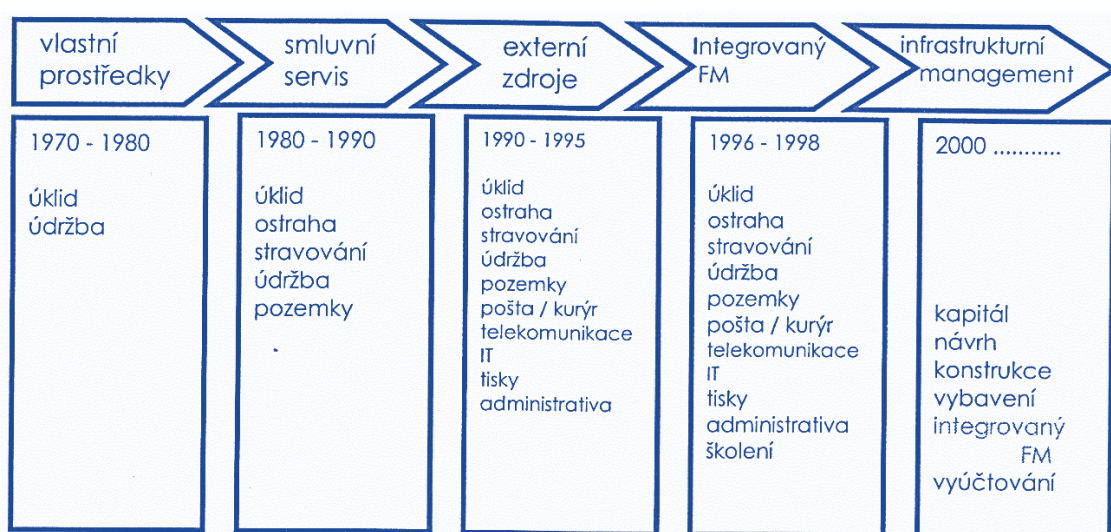 vlastní
prostředky
smluvní
servis
externí
zdroje
Integrovaný
FM
infrastrukturní
management
1970 - 1980
úklid
údržba
1980 - 1990
úklid
ostraha
stravování
údržba
pozemky
1990 - 1995
úklid
ostraha
stravování
údržba
pozemky
pošta / kurýr
telekomunikace
IT
tisky
administrativa
1996 - 1998
úklid
ostraha
stravování
údržba
pozemky
pošta / kurýr
telekomunikace
IT
tisky
administrativa
školení
2000 ...........
kapitál
návrh
konstrukce
vybavení
integrovaný
FM
vyúčtování